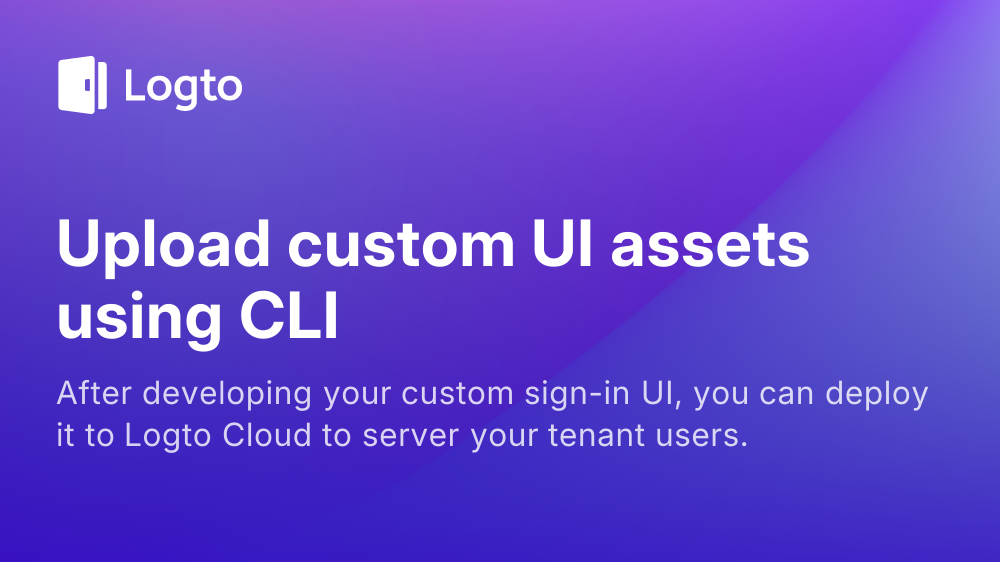 Logto
Upload custom UI assets
using CLI
After developing your custom sign-in UI, you can deploy
it to Logto Cloud to server your tenant users.